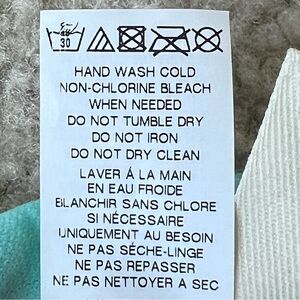 30
HAND WASH COLD
NON-CHLORINE BLEACH
WHEN NEEDED
DO NOT TUMBLE DRY
DO NOT IRON
DO NOT DRY CLEAN
LAVER Á LA MAIN
EN EAU FROIDE
BLANCHIR SANS CHLORE
SI NÉCESSAIRE
UNIQUEMENT AU BESOIN
NE PAS SÉCHE-LINGE
NE PAS REPASSER
NE PAS NETTOYER A SEC